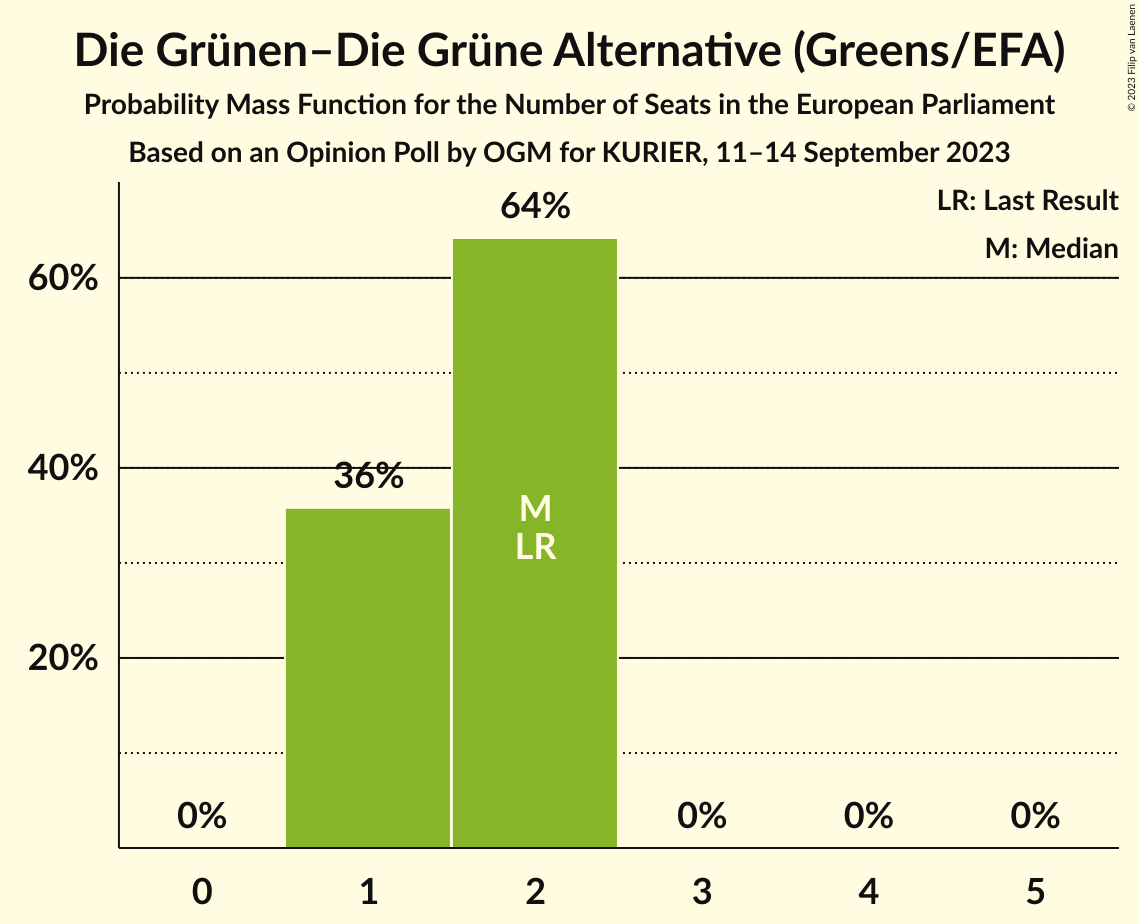 Die Grünen–Die Grüne Alternative (Greens/EFA)
Probability Mass Function for the Number of Seats in the European Parliament
Based on an Opinion Poll by OGM for KURIER, 11–14 September 2023
© 2023 Filip van Laenen
LR: Last Result
M: Median
64%
60%
40%
36%
M
LR
20%
0%
0%
0%
0%
0
1
2
3
4
5